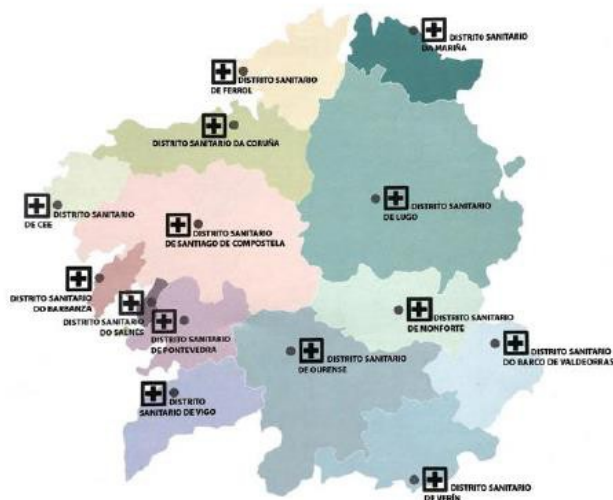 DISTRITO SANITARIO
DA MARIÑA
DISTRITO SANITARIO
DE FERROL
DISTRITO SANITARIO DA CORUÑA
DISTRITO SANITARIO
DE CEE
DISTRITO SANITARIO
DE LUGO
DISTRITO SANITARIO
DE SANTIAGO DE COMPOSTELA
DISTRITO SANITARIO
DO BARBANZA
DISTRITO SANITARIO
DO SALNÉS
DISTRITO SANITARIO
DE PONTEVEDRA
DISTRITO SANITARIO
DE MONFORTE
DISTRITO SANITARIO
DO BARCO DE VALDEORRAS
DISTRITO SANITARIO
DE OURENSE
DISTRITO
SANITARIO DE VIGO
DISTRITO SANITARIO
DE VERÍN